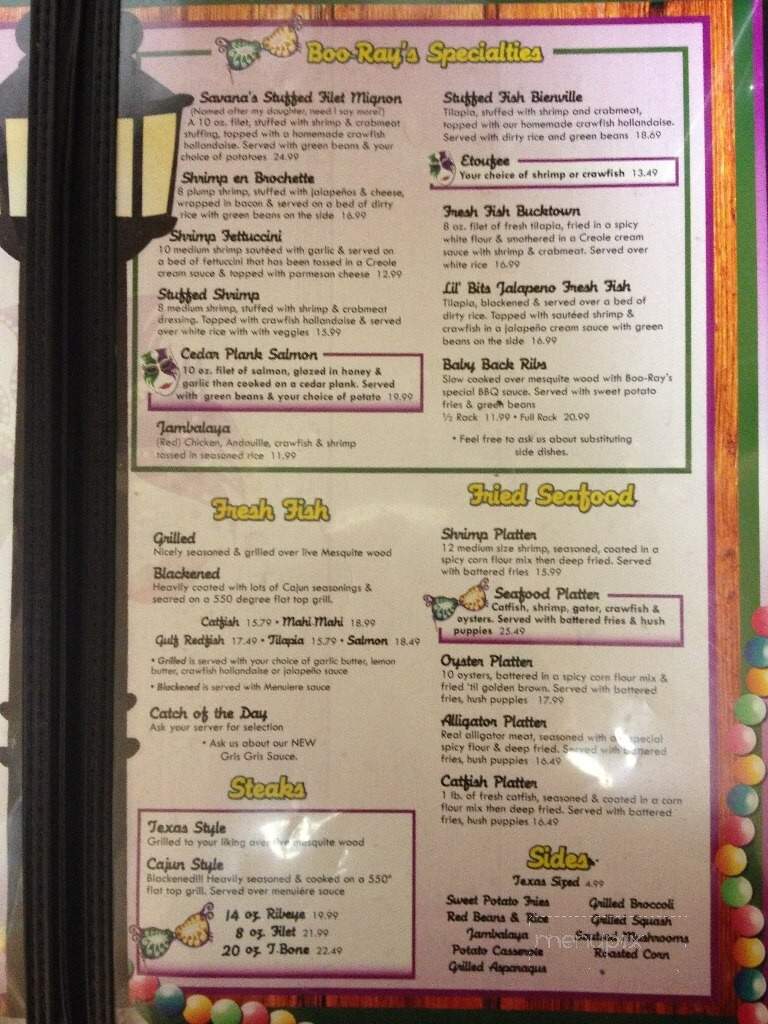 Boo-Ray's Specialties
Savana's Stuffed Filet Mignon
(Named after my daughter, need I say more?)
A 10 oz. filet, stuffed with shrimp & crabmeat
stuffing, topped with a homemade crawfish
hollandaise. Served with green beans & your
choice of potatoes 24.99
Shrimp en Brochette
8 plump shrimp, stuffed with jalapeños & cheese,
wrapped in bacon & served on a bed of dirty
rice with green beans on the side 16.99
Shrimp Fettuccini
10 medium shrimp sautéed with garlic & served on
a bed of fettuccini that has been tossed in a Creole
cream sauce & topped with parmesan cheese 12.99
Stuffed Shrimp
8 medium shrimp, stuffed with shrimp & crabmeat
dressing. Topped with crawfish hollandaise & served
over white rice with with veggies 15.99
Cedar Plank Salmon
10 oz. filet of salmon, glazed in honey &
garlic then cooked on a cedar plank. Served
with green beans & your choice of potato 19.99
Jambalaya
(Red) Chicken, Andouille, crawfish & shrimp
tossed in seasoned rice 11.99
Stuffed Fish Bienville
Tilapia, stuffed with shrimp and crabmeat,
topped with our homemade crawfish hollandaise.
Served with dirty rice and green beans 18.69
Etoufee
Your choice of shrimp or crawfish 13.49
Fresh Fish Bucktown
8 oz. filet of fresh tilapia, fried in a spicy
white flour & smothered in a Creole cream
sauce with shrimp & crabmeat. Served over
white rice 16.99
Lil' Bits Jalapeno Fresh Fish
Tilapia, blackened & served over a bed of
dirty rice. Topped with sautéed shrimp &
crawfish in a jalapeño cream sauce with green
beans on the side 16.99
Baby Back Ribs
Slow cooked over mesquite wood with Boo-Ray's
special BBQ sauce. Served with sweet potato
fries & green beans
½ Rack 11.99 • Full Rack 20.99
• Feel free to ask us about substituting
side dishes.
Fresh Fish
Grilled
Nicely seasoned & grilled over live Mesquite wood
Blackened
Heavily coated with lots of Cajun seasonings &
seared on a 550 degree flat top grill.
Catfish 15.79 • Mahi-Mahi 18.99
Gulf Redfish 17.49 • Tilapia 15.79 • Salmon 18.49
• Grilled is served with your choice of garlic butter, lemon
butter, crawfish hollandaise or jalapeño sauce
• Blackened is served with Menuiere sauce
Catch of the Day
Ask your server for selection
• Ask us about our NEW
Gris Gris Sauce.
Steaks
Texas Style
Grilled to your liking over live mesquite wood
Cajun Style
Blackened!!! Heavily seasoned & cooked on a 550°
flat top grill. Served over menuiére sauce
14 oz. Ribeye 19.99
8 oz. Filet 21.99
20 oz. T-Bone 22.49
Fried Seafood
Shrimp Platter
12 medium size shrimp, seasoned, coated in a
spicy corn flour mix then deep fried. Served
with battered fries 15.99
Seafood Platter
Catfish, shrimp, gator, crawfish &
oysters. Served with battered fries & hush
puppies 25.49
Oyster Platter
10 oysters, battered in a spicy corn flour mix &
fried 'til golden brown. Served with battered
fries, hush puppies 17.99
Alligator Platter
Real alligator meat, seasoned with a special
spicy flour & deep fried. Served with battered
fries, hush puppies 16.49
Catfish Platter
1 lb. of fresh catfish, seasoned & coated in a corn
flour mix then deep fried. Served with battered
fries, hush puppies 16.49
Sides
Texas Sized 4.99
Sweet Potato Fries
Red Beans & Rice
Jambalaya
Potato Casserole
Grilled Asparagus
Grilled Broccoli
Grilled Squash
Sautéed Mushrooms
Roasted Corn
menupix